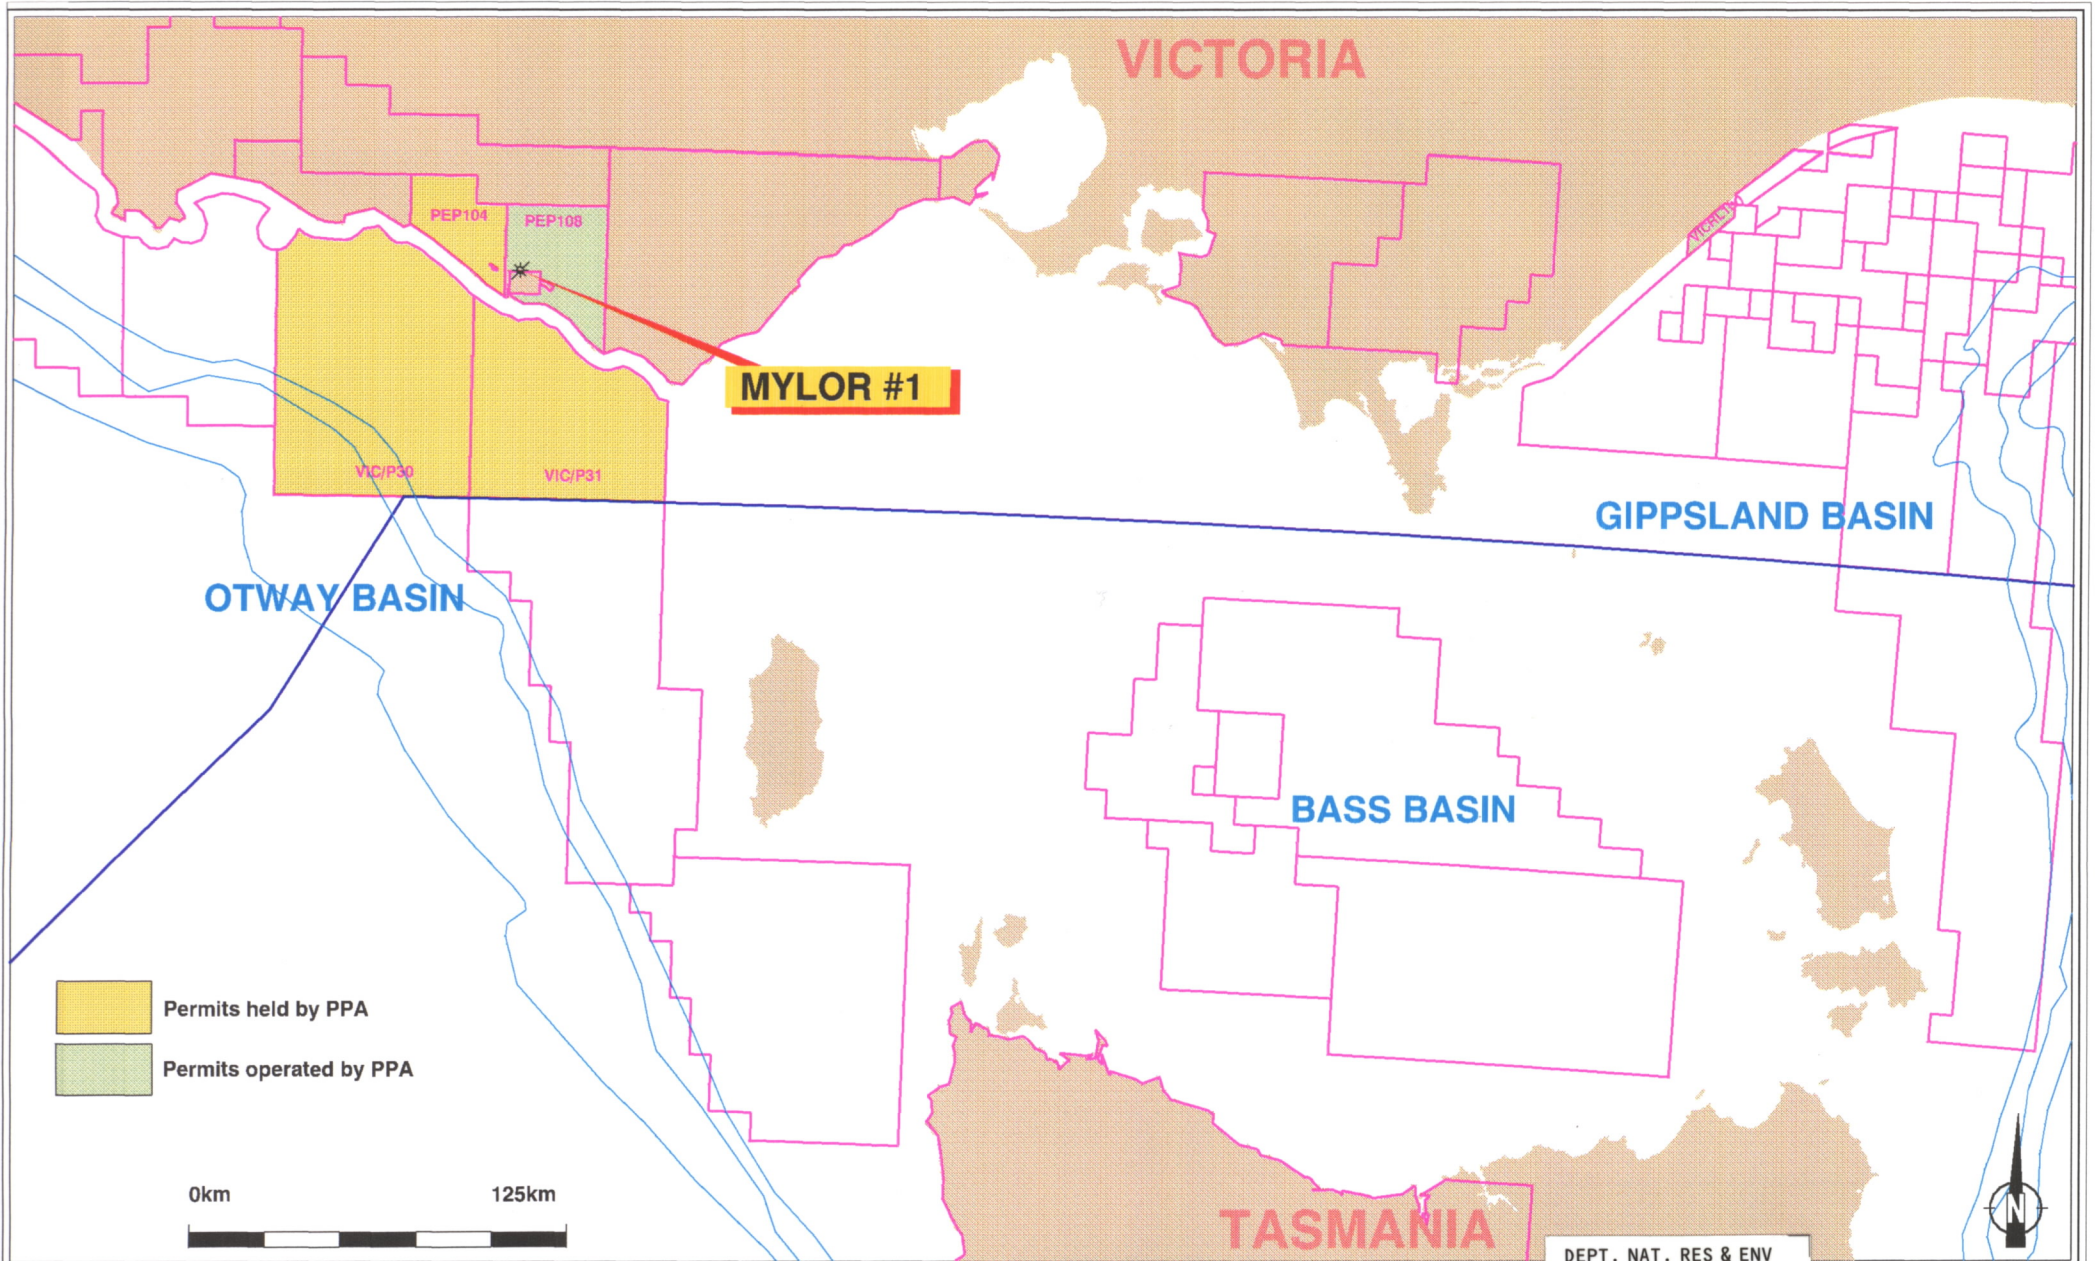 VICTORIA
PEP104
PEP108
MYLOR #1
VIC/P30
VIC/P31
GIPPSLAND BASIN
OTWAY BASIN
BASS BASIN
Permits held by PPA
Permits operated by PPA
0km
125km
TASMANIA
N
DEPT. NAT. RES & ENV